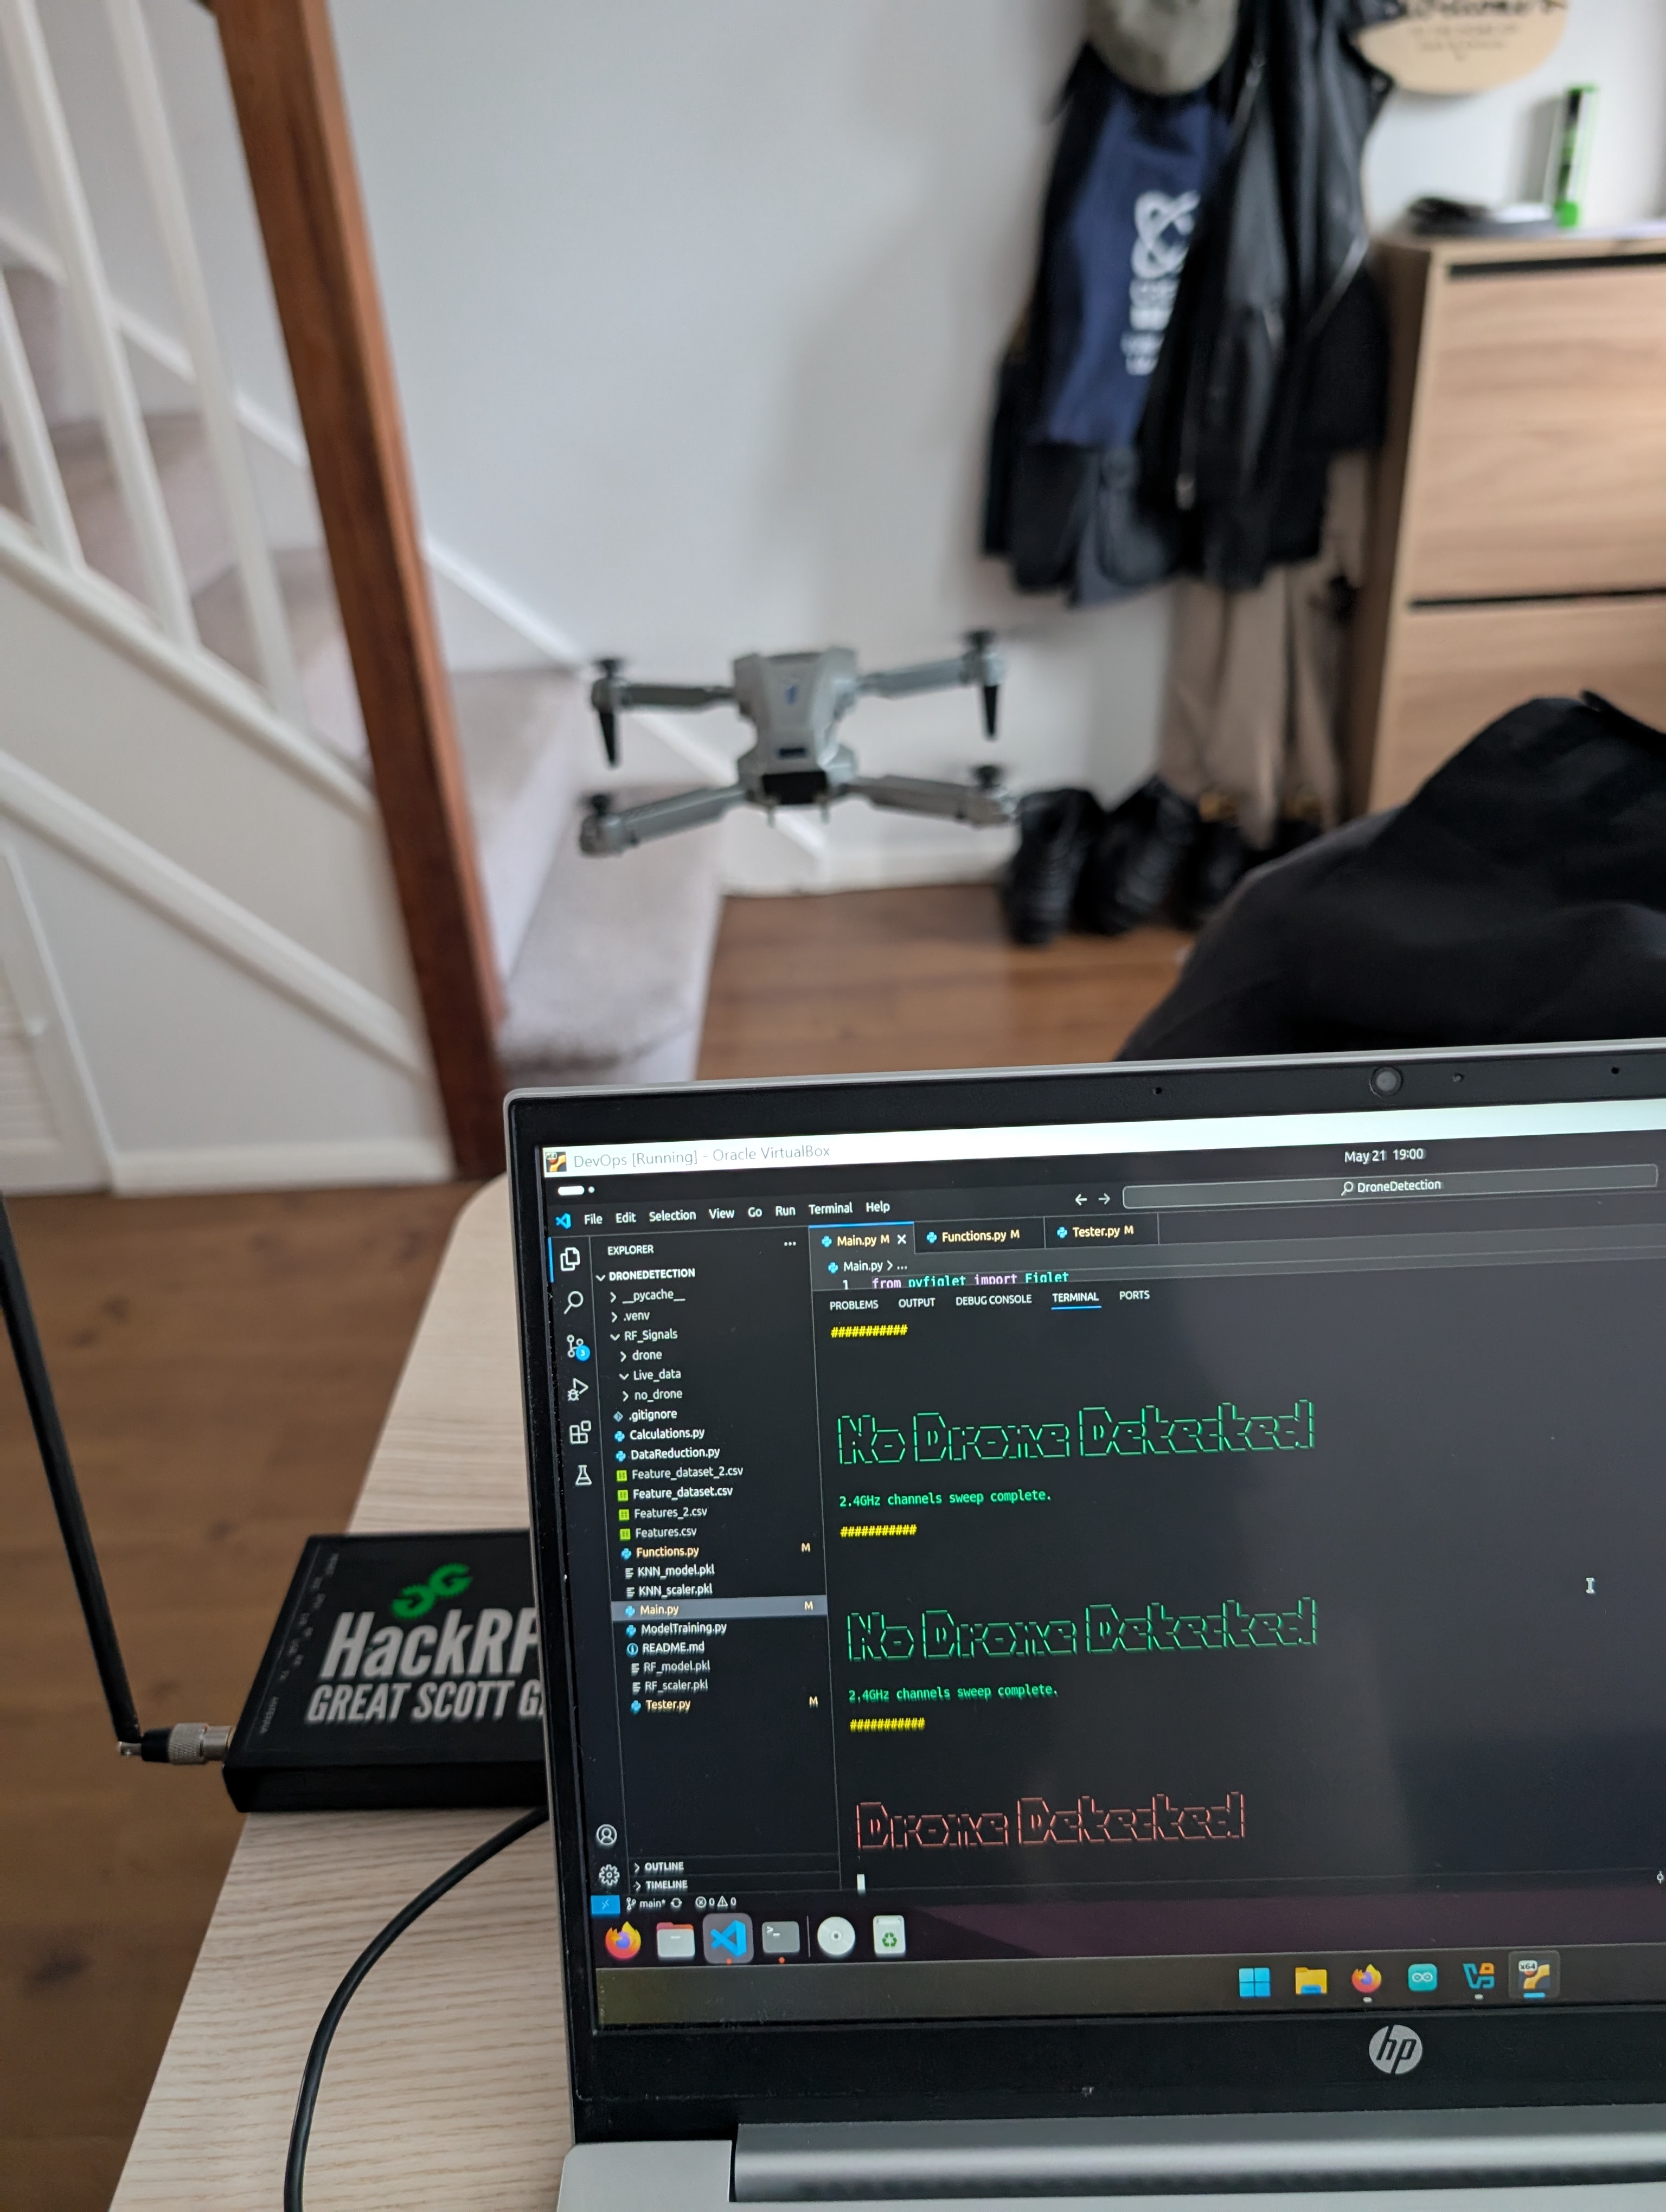 DevOps [Running] - Oracle VirtualBox
May 21 19:00
DroneDetection
File Edit Selection View Go Run Terminal Help
EXPLORER
Main.py M
Functions.py M
Tester.py M
DRONEDETECTION
Main.py > ...
1 from pyfiglet import Figlet
PROBLEMS OUTPUT DEBUG CONSOLE TERMINAL PORTS
__pycache__
.venv
RF_Signals
drone
Live_data
no_drone
.gitignore
Calculations.py
DataReduction.py
Feature_dataset_2.csv
Feature_dataset.csv
Features_2.csv
Features.csv
Functions.py M
KNN_model.pkl
KNN_scaler.pkl
Main.py M
ModelTraining.py
README.md
RF_model.pkl
RF_scaler.pkl
Tester.py M
OUTLINE
TIMELINE
main* 0 0
3
###########
No Drone Detected
2.4GHz channels sweep complete.
###########
No Drone Detected
2.4GHz channels sweep complete.
###########
Drone Detected
HackRF
GREAT SCOTT
hp